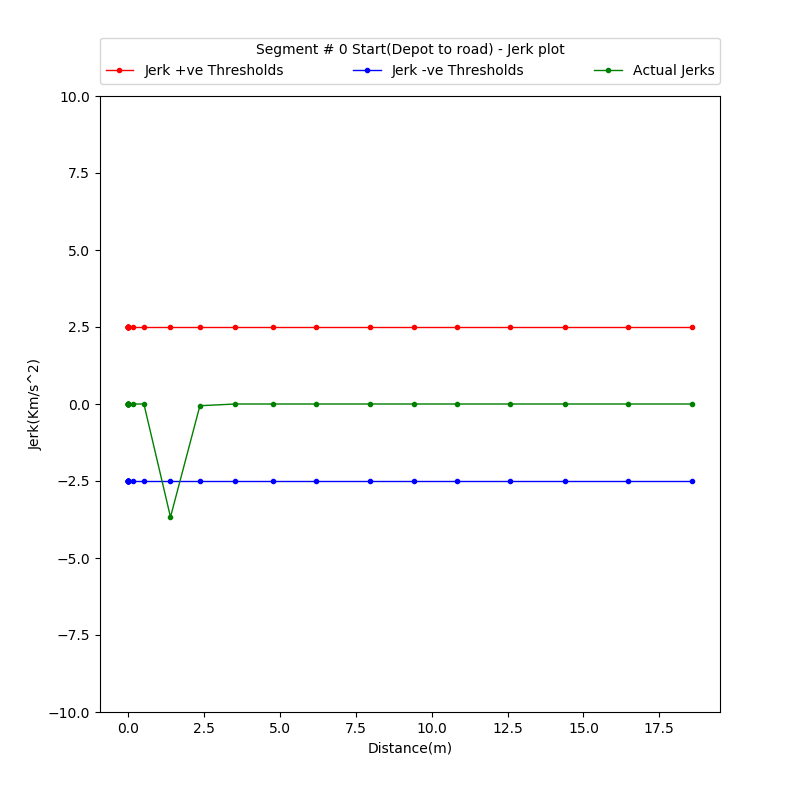 Segment # 0 Start(Depot to road) - Jerk plot
Jerk +ve Thresholds Jerk -ve Thresholds Actual Jerks
10.0
7.5
5.0
2.5
0.0
−2.5
−5.0
−7.5
−10.0
Jerk(Km/s^2)
0.0 2.5 5.0 7.5 10.0 12.5 15.0 17.5
Distance(m)